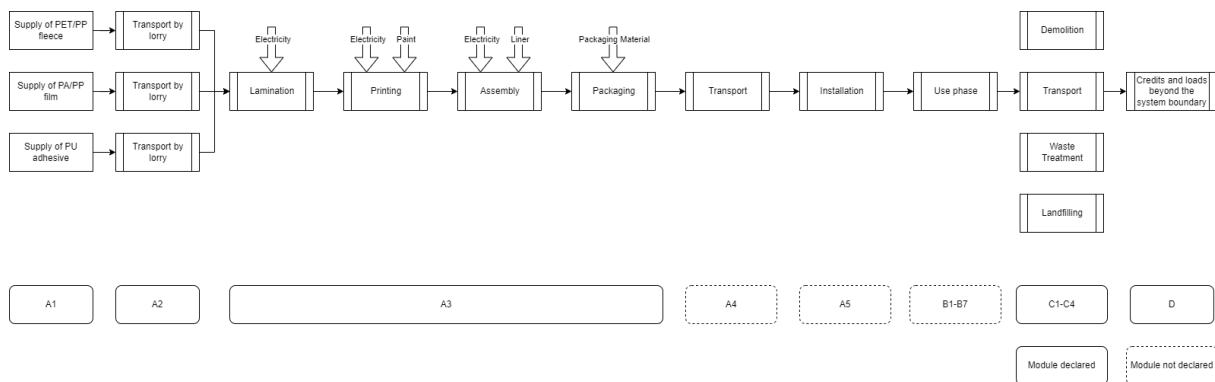 Supply of PET/PP
fleece
Transport by
lorry
Supply of PA/PP
film
Transport by
lorry
Supply of PU
adhesive
Transport by
lorry
Electricity
Lamination
Electricity
Paint
Printing
Electricity
Liner
Assembly
Packaging Material
Packaging
Transport
Installation
Use phase
Demolition
Transport
Waste
Treatment
Landfilling
Credits and loads
beyond the
system boundary
A1
A2
A3
A4
A5
B1-B7
C1-C4
D
Module declared
Module not declared